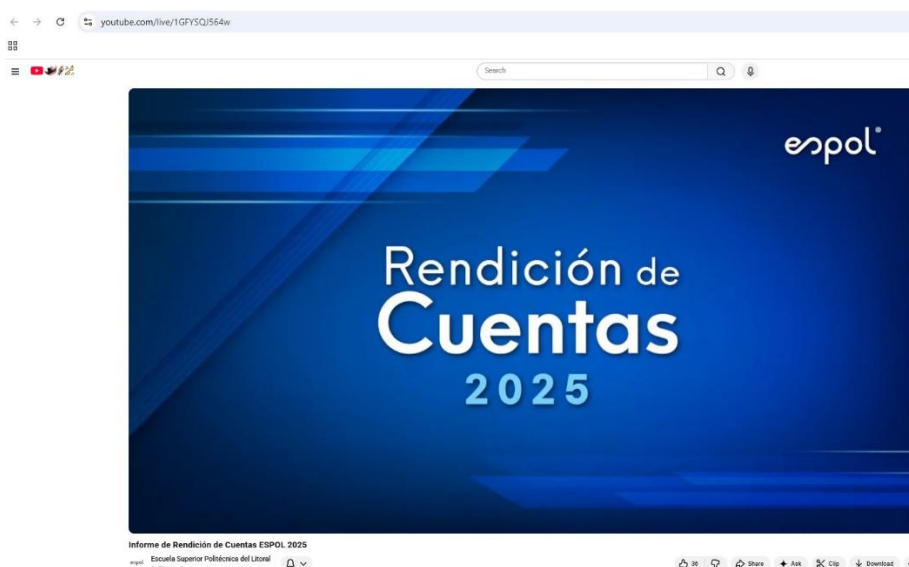 youtube.com/live/1GFYSQJ564w
Search
espol
Rendición de
Cuentas
2025
Informe de Rendición de Cuentas ESPOL 2025
espol Escuela Superior Politécnica del Litoral
36 Share Ask Clip Download